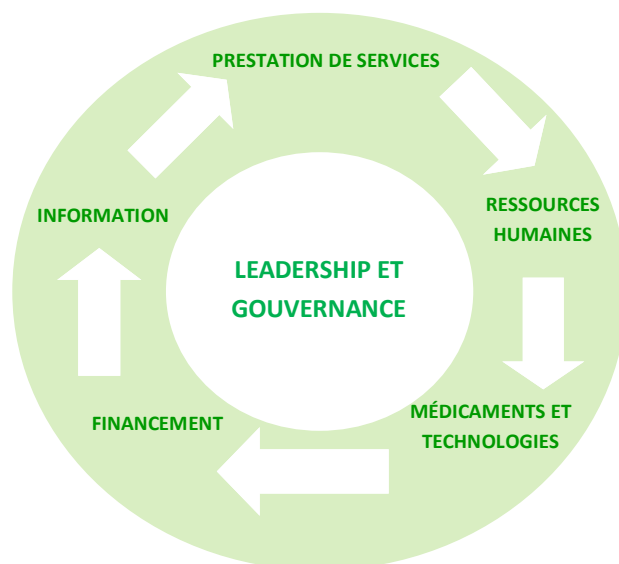 PRESTATION DE SERVICES
INFORMATION
RESSOURCES
HUMAINES
LEADERSHIP ET
GOUVERNANCE
FINANCEMENT
MÉDICAMENTS ET
TECHNOLOGIES